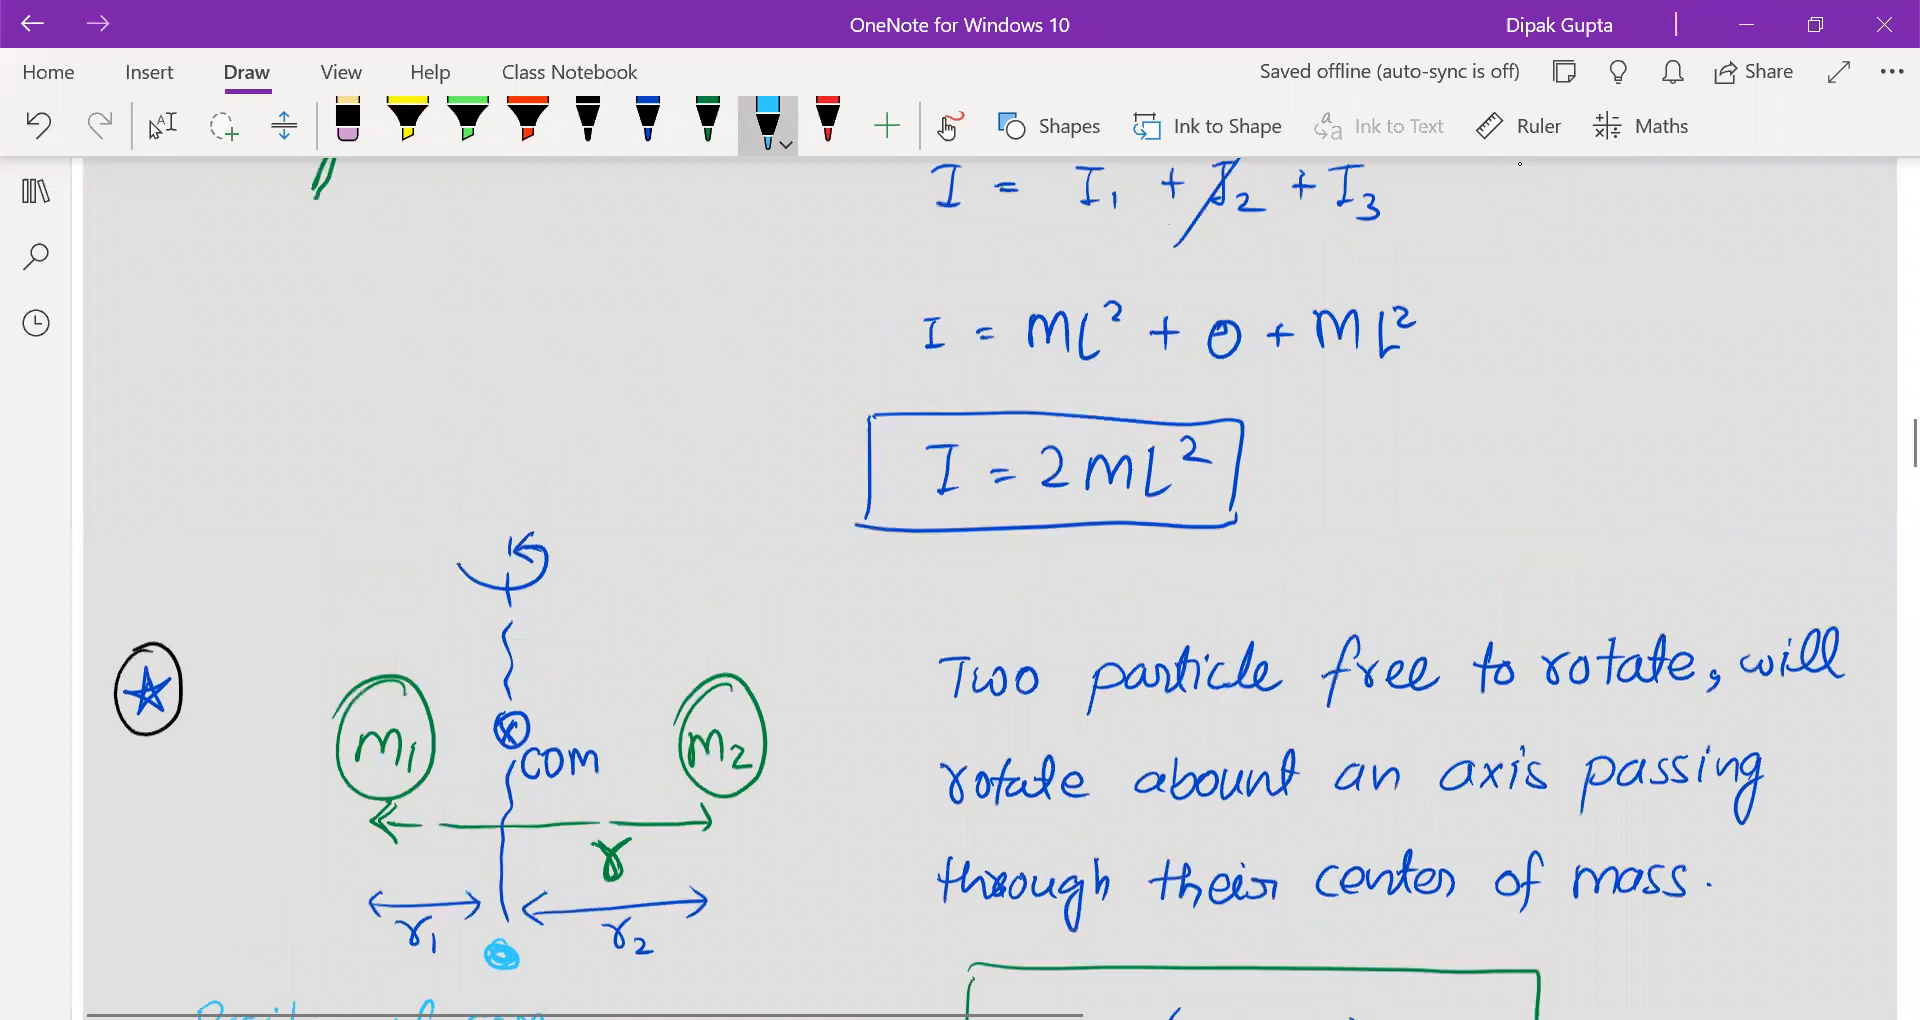 OneNote for Windows 10
Dipak Gupta
Home Insert Draw View Help Class Notebook
Saved offline (auto-sync is off) Share
Shapes Ink to Shape Ink to Text Ruler Maths
I = I₁ + I₂ + I₃
I = ML² + 0 + ML²
I = 2ML²
m₁ COM m₂
r
r₁ r₂
Two particle free to rotate, will
rotate abount an axis passing
through their center of mass.